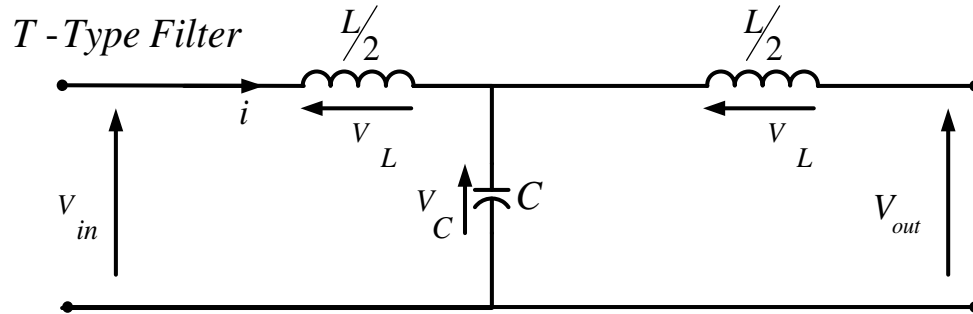 T - Type Filter
L/2
L/2
i
V L
V L
V in
V C
C
V out